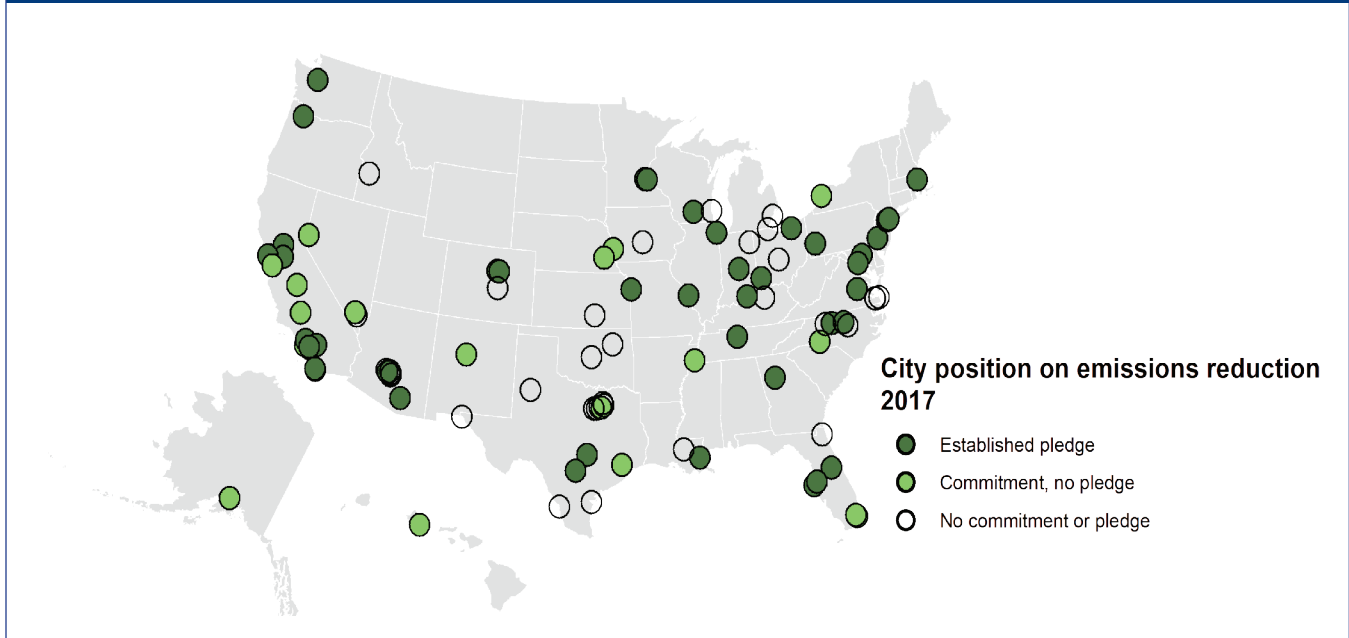 City position on emissions reduction
2017
Established pledge
Commitment, no pledge
No commitment or pledge